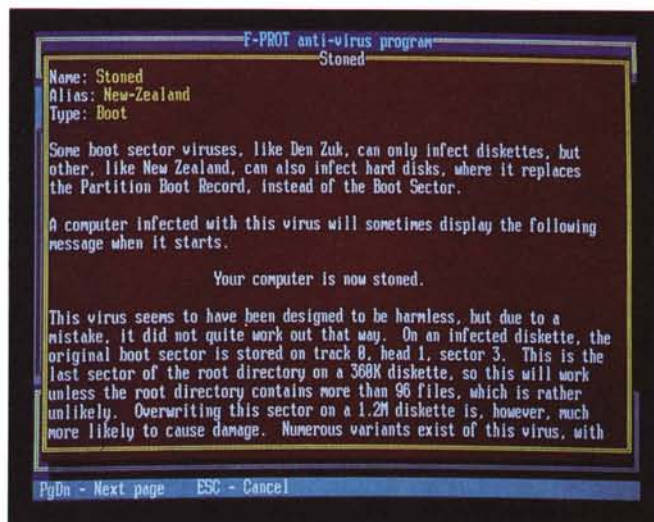 F-PROT anti-virus program
Stoned
Name: Stoned
Alias: New-Zealand
Type: Boot
Some boot sector viruses, like Den Zuk, can only infect diskettes, but
other, like New Zealand, can also infect hard disks, where it replaces
the Partition Boot Record, instead of the Boot Sector.
A computer infected with this virus will sometimes display the following
message when it starts.
Your computer is now stoned.
This virus seems to have been designed to be harmless, but due to a
mistake, it did not quite work out that way. On an infected diskette, the
original boot sector is stored on track 0, head 1, sector 3. This is the
last sector of the root directory on a 360K diskette, so this will work
unless the root directory contains more than 96 files, which is rather
unlikely. Overwriting this sector on a 1.2M diskette is, however, much
more likely to cause damage. Numerous variants exist of this virus, with
PgDn - Next page ESC - Cancel